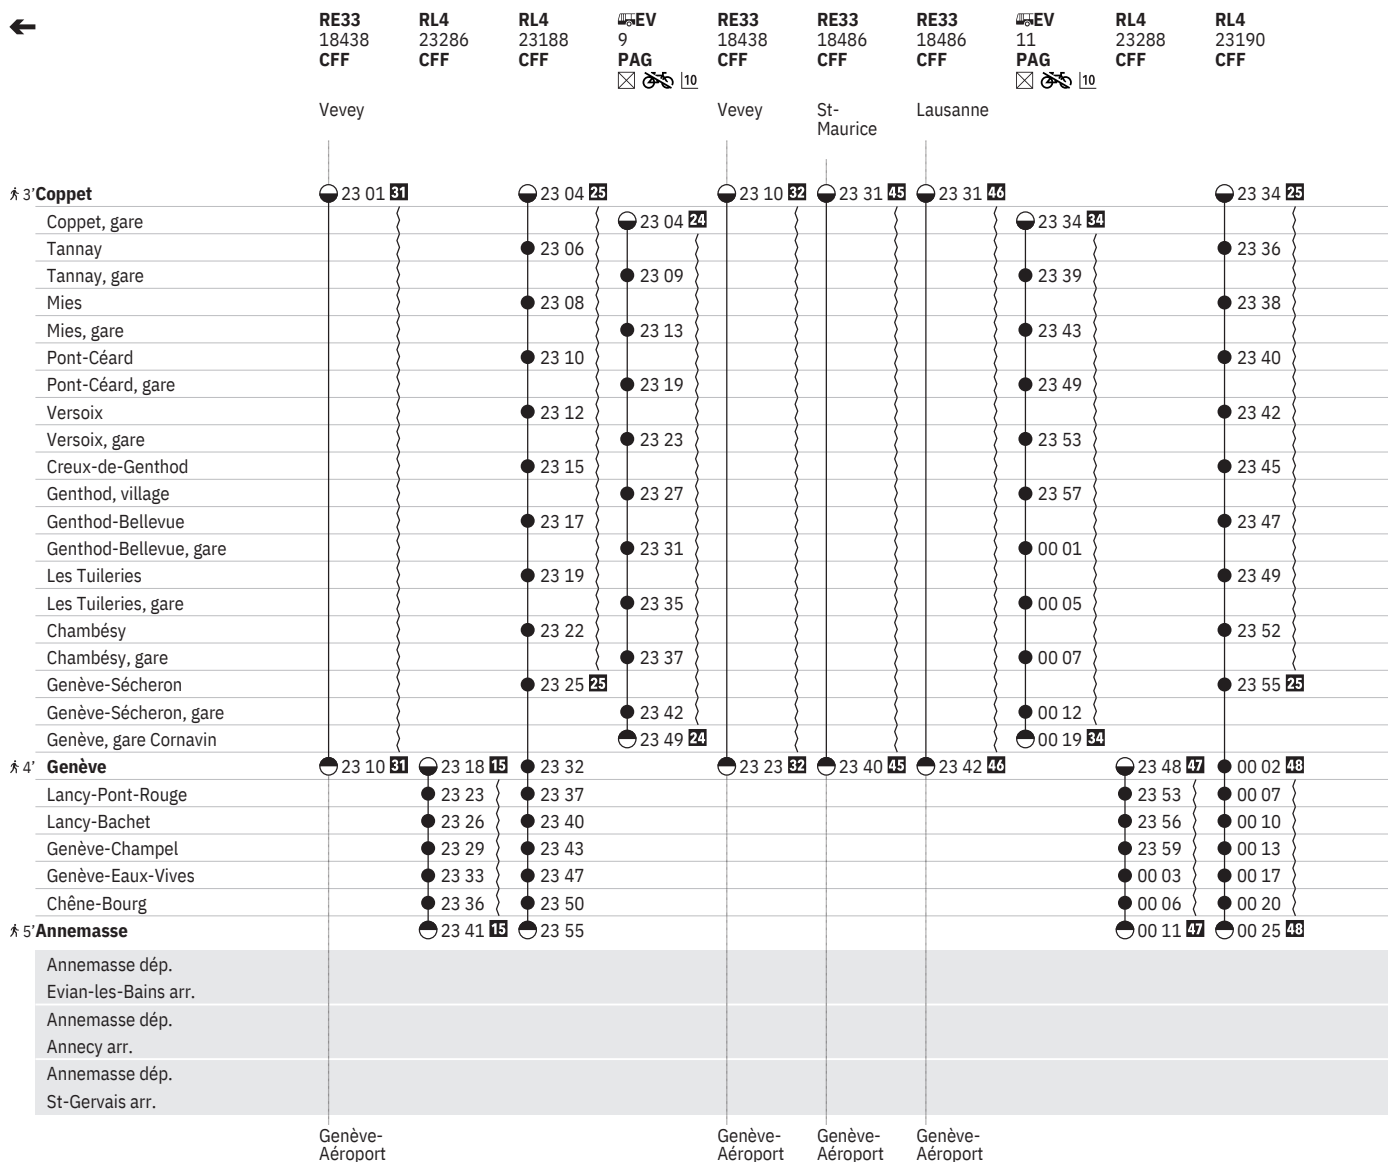 RE33 RL4 RL4 EV RE33 RE33 RE33 EV RL4 RL4
18438 23286 23188 9 18438 18486 18486 11 23288 23190
CFF CFF CFF PAG CFF CFF CFF PAG CFF CFF
10 10
Vevey Vevey St- Lausanne
Maurice
3' Coppet 23 01 31 23 04 25 23 10 32 23 31 45 23 31 46 23 34 25
Coppet, gare 23 04 24 23 34 34
Tannay 23 06 23 36
Tannay, gare 23 09 23 39
Mies 23 08 23 38
Mies, gare 23 13 23 43
Pont-Céard 23 10 23 40
Pont-Céard, gare 23 19 23 49
Versoix 23 12 23 42
Versoix, gare 23 23 23 53
Creux-de-Genthod 23 15 23 45
Genthod, village 23 27 23 57
Genthod-Bellevue 23 17 23 47
Genthod-Bellevue, gare 23 31 00 01
Les Tuileries 23 19 23 49
Les Tuileries, gare 23 35 00 05
Chambésy 23 22 23 52
Chambésy, gare 23 37 00 07
Genève-Sécheron 23 25 25 23 55 25
Genève-Sécheron, gare 23 42 00 12
Genève, gare Cornavin 23 49 24 00 19 34
4' Genève 23 10 31 23 18 15 23 32 23 23 32 23 40 45 23 42 46 23 48 47 00 02 48
Lancy-Pont-Rouge 23 23 23 37 23 53 00 07
Lancy-Bachet 23 26 23 40 23 56 00 10
Genève-Champel 23 29 23 43 23 59 00 13
Genève-Eaux-Vives 23 33 23 47 00 03 00 17
Chêne-Bourg 23 36 23 50 00 06 00 20
5' Annemasse 23 41 15 23 55 00 11 47 00 25 48
Annemasse dép.
Evian-les-Bains arr.
Annemasse dép.
Annecy arr.
Annemasse dép.
St-Gervais arr.
Genève- Genève- Genève- Genève-
Aéroport Aéroport Aéroport Aéroport